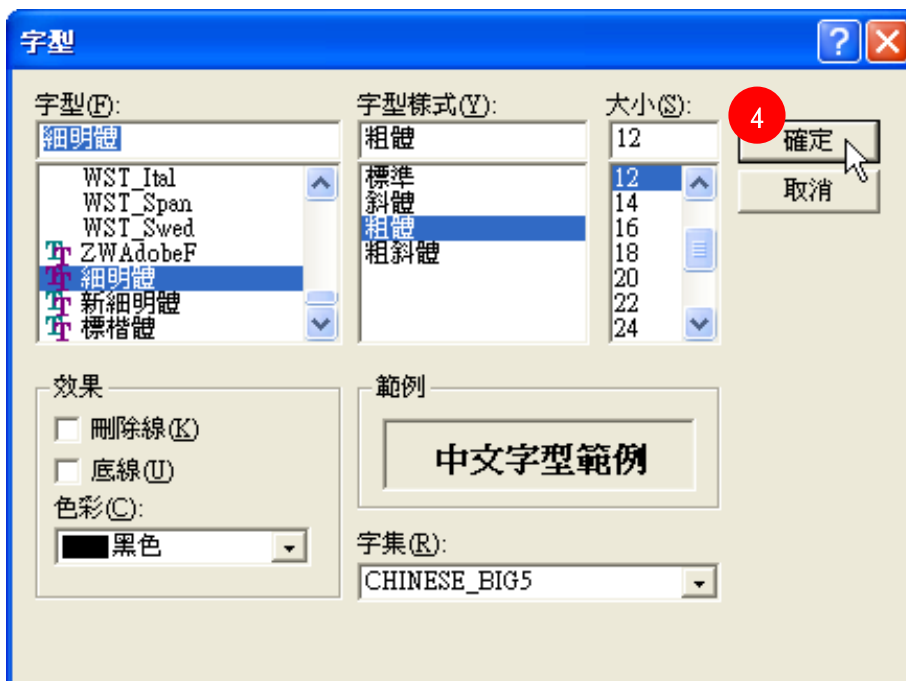 字型
字型(F):
細明體
WST_Ital
WST_Span
WST_Swed
ZWAdobeF
細明體
新細明體
標楷體
字型樣式(Y):
粗體
標準
斜體
粗體
粗斜體
大小(S):
12
12
14
16
18
20
22
24
4
確定
取消
效果
刪除線(K)
底線(U)
色彩(C):
黑色
範例
中文字型範例
字集(R):
CHINESE_BIG5